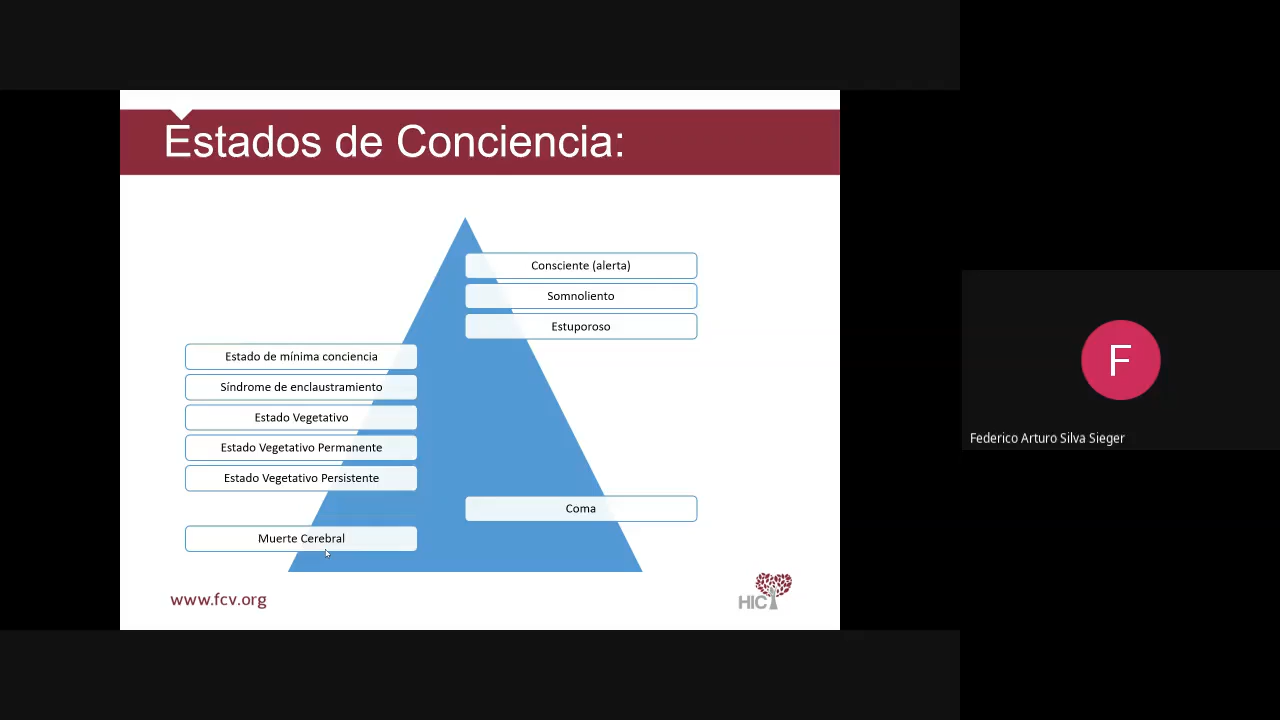 Estados de Conciencia:
Consciente (alerta)
Somnoliento
Estuporoso
Estado de mínima conciencia
Síndrome de enclaustramiento
Estado Vegetativo
Estado Vegetativo Permanente
Estado Vegetativo Persistente
Coma
Muerte Cerebral
www.fcv.org
HIC
F
Federico Arturo Silva Sieger